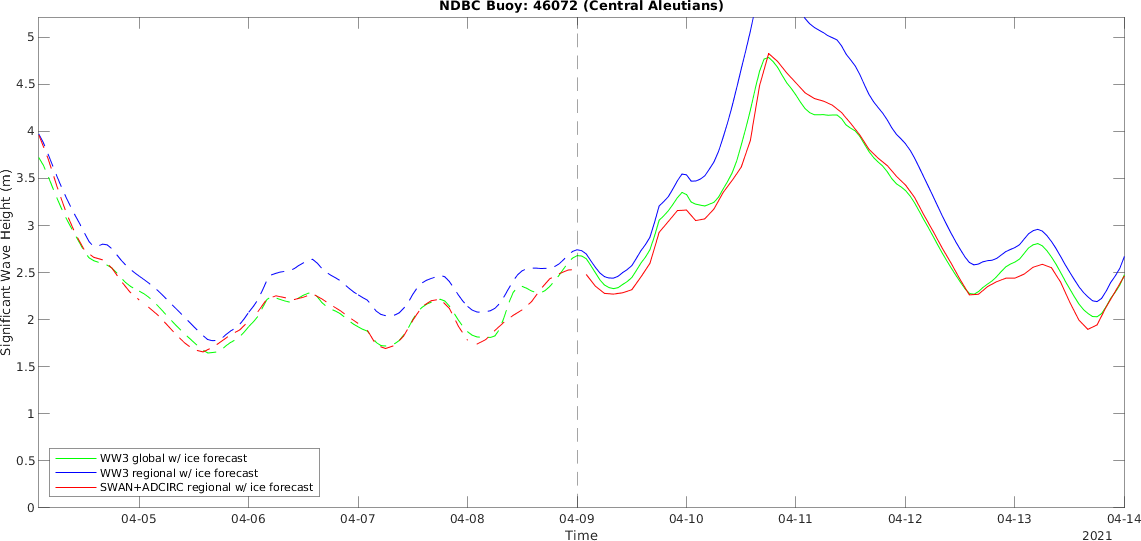 NDBC Buoy: 46072 (Central Aleutians)
5
4.5
4
3.5
3
2.5
2
1.5
1
0.5
0
Significant Wave Height (m)
WW3 global w/ ice forecast
WW3 regional w/ ice forecast
SWAN+ADCIRC regional w/ ice forecast
04-05 04-06 04-07 04-08 04-09 04-10 04-11 04-12 04-13 04-14
Time
2021